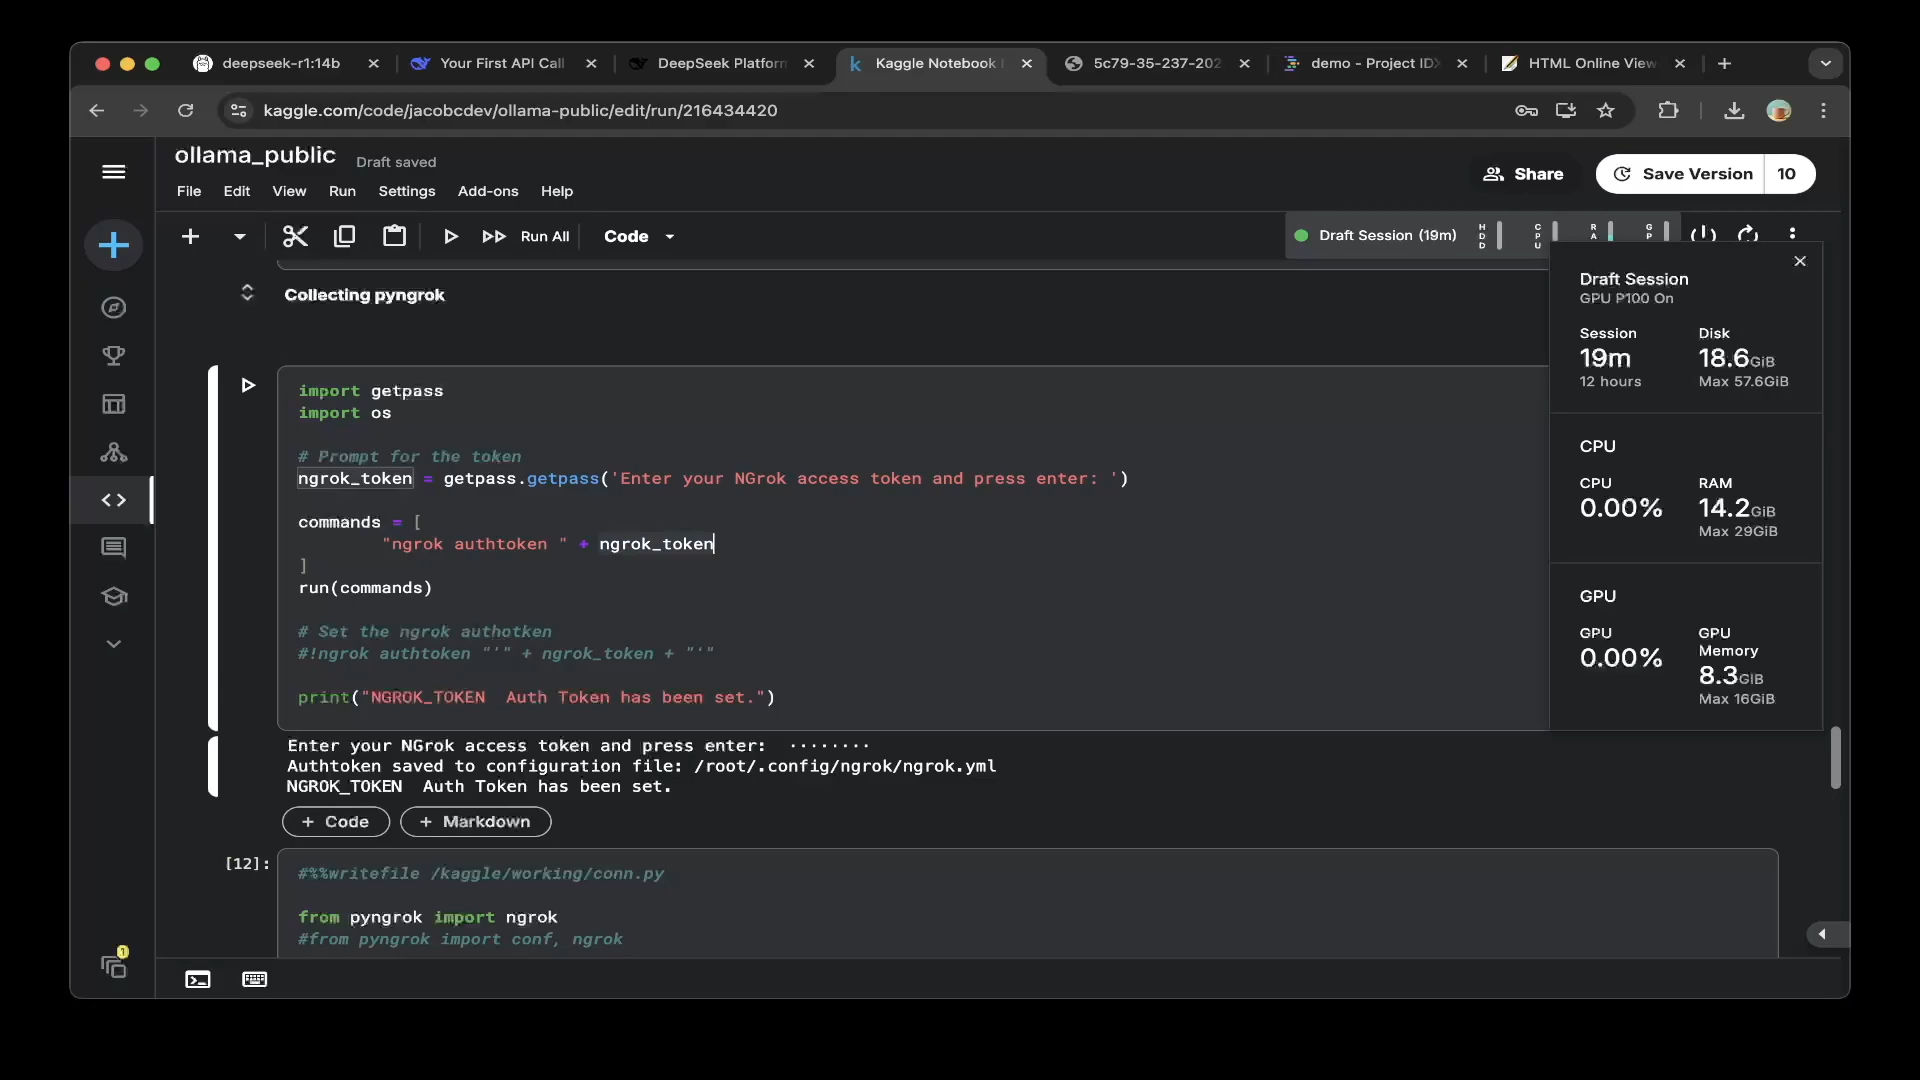 deepseek-r1:14b
Your First API Call
DeepSeek Platforn
Kaggle Notebook
5c79-35-237-202
demo - Project IDX
HTML Online View
kaggle.com/code/jacobcdev/ollama-public/edit/run/216434420
ollama_public
Draft saved
File Edit View Run Settings Add-ons Help
Share
Save Version 10
Run All
Code
Draft Session (19m)
HDD
CPU
RA
GP
Collecting pyngrok
import getpass
import os
# Prompt for the token
ngrok_token = getpass.getpass('Enter your NGrok access token and press enter: ')
commands = [
"ngrok authtoken " + ngrok_token
]
run(commands)
# Set the ngrok authotken
#!ngrok authtoken "'" + ngrok_token + "'"
print("NGROK_TOKEN  Auth Token has been set.")
Enter your NGrok access token and press enter:  ········
Authtoken saved to configuration file: /root/.config/ngrok/ngrok.yml
NGROK_TOKEN  Auth Token has been set.
+ Code
+ Markdown
[12]:
#%%writefile /kaggle/working/conn.py
from pyngrok import ngrok
#from pyngrok import conf, ngrok
Draft Session
GPU P100 On
Session
19m
12 hours
Disk
18.6GiB
Max 57.6GiB
CPU
CPU
0.00%
RAM
14.2GiB
Max 29GiB
GPU
GPU
0.00%
GPU
Memory
8.3GiB
Max 16GiB
1